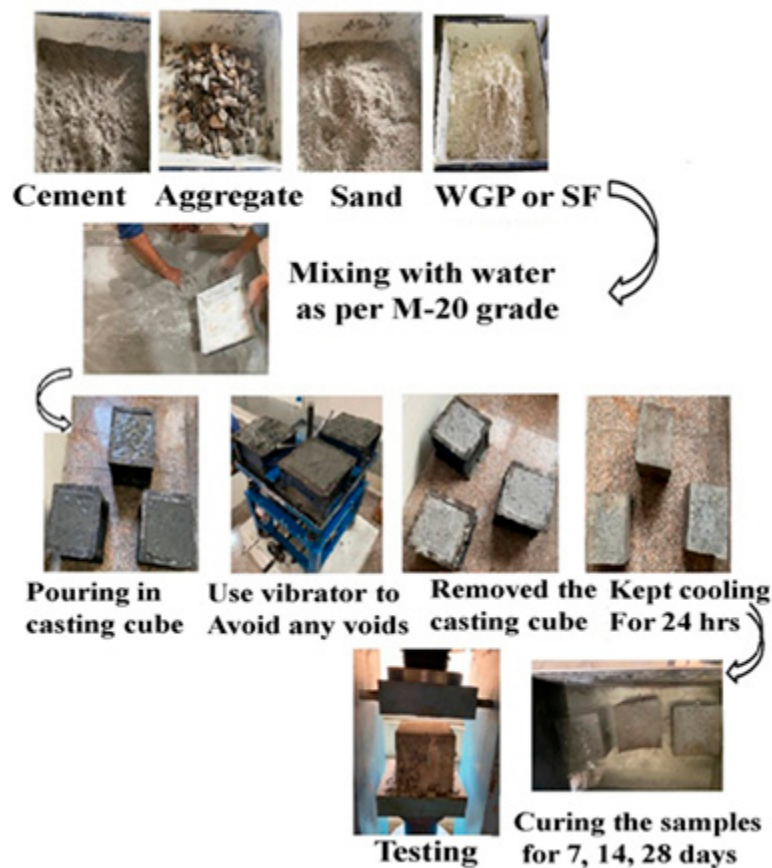 Cement Aggregate Sand WGP or SF
Mixing with water
as per M-20 grade
Pouring in
casting cube
Use vibrator to
Avoid any voids
Removed the
casting cube
Kept cooling
For 24 hrs
Testing
Curing the samples
for 7, 14, 28 days